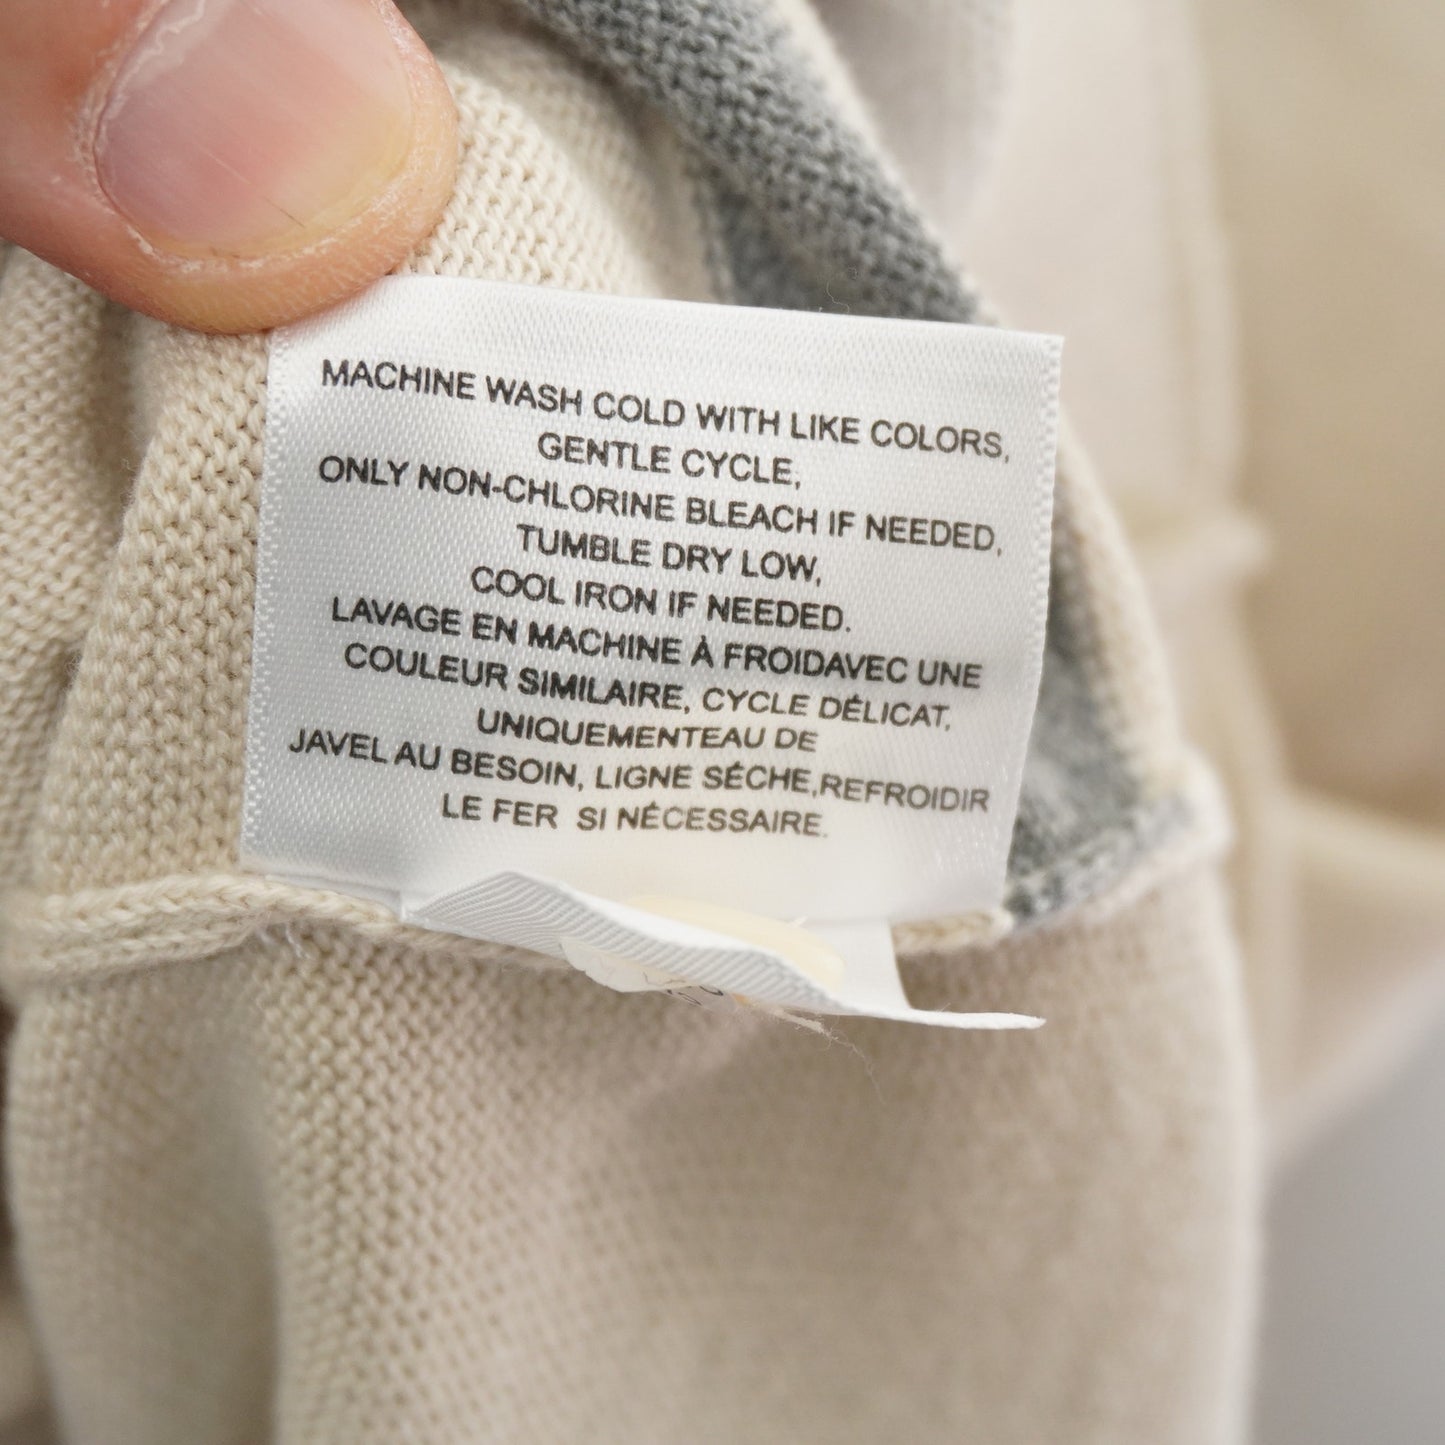 MACHINE WASH COLD WITH LIKE COLORS,
GENTLE CYCLE,
ONLY NON-CHLORINE BLEACH IF NEEDED,
TUMBLE DRY LOW,
COOL IRON IF NEEDED.
LAVAGE EN MACHINE À FROIDAVEC UNE
COULEUR SIMILAIRE, CYCLE DÉLICAT,
UNIQUEMENTEAU DE
JAVEL AU BESOIN, LIGNE SÉCHE,REFROIDIR
LE FER SI NÉCESSAIRE.